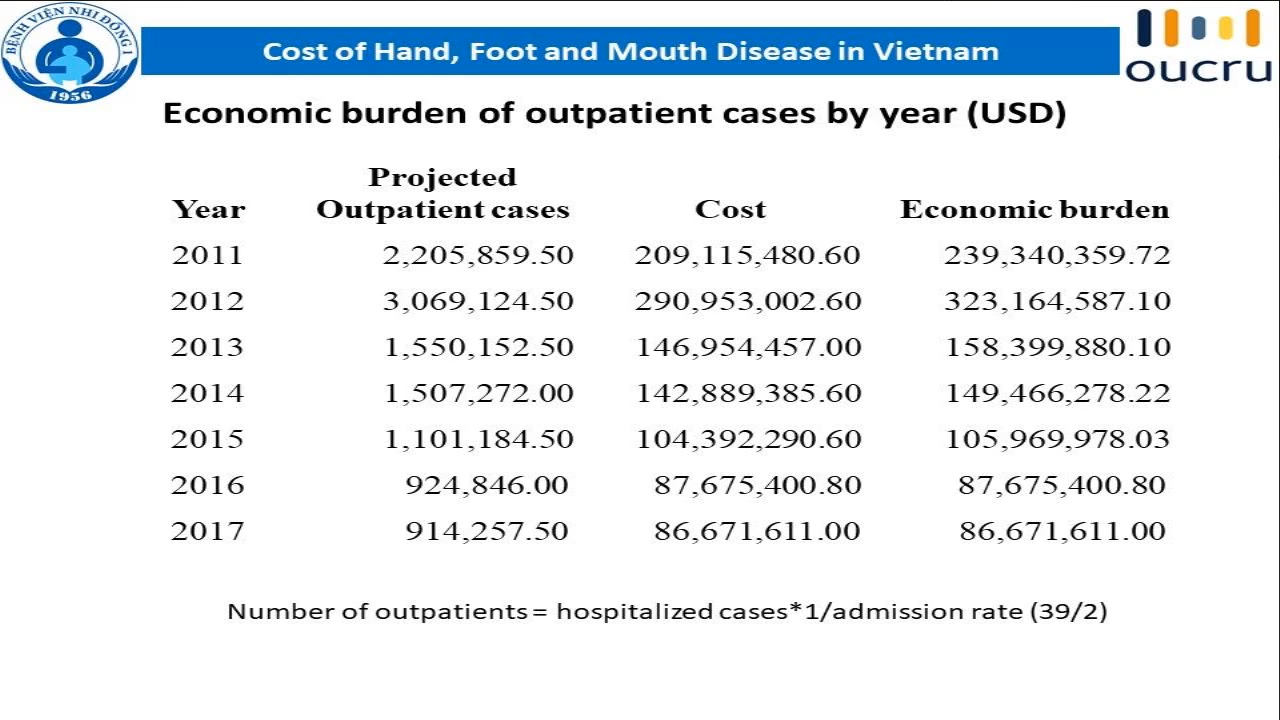 BỆNH VIỆN NHI ĐỒNG 1
1956
Cost of Hand, Foot and Mouth Disease in Vietnam
oucru
Economic burden of outpatient cases by year (USD)
Projected
Year Outpatient cases Cost Economic burden
2011 2,205,859.50 209,115,480.60 239,340,359.72
2012 3,069,124.50 290,953,002.60 323,164,587.10
2013 1,550,152.50 146,954,457.00 158,399,880.10
2014 1,507,272.00 142,889,385.60 149,466,278.22
2015 1,101,184.50 104,392,290.60 105,969,978.03
2016 924,846.00 87,675,400.80 87,675,400.80
2017 914,257.50 86,671,611.00 86,671,611.00
Number of outpatients = hospitalized cases*1/admission rate (39/2)